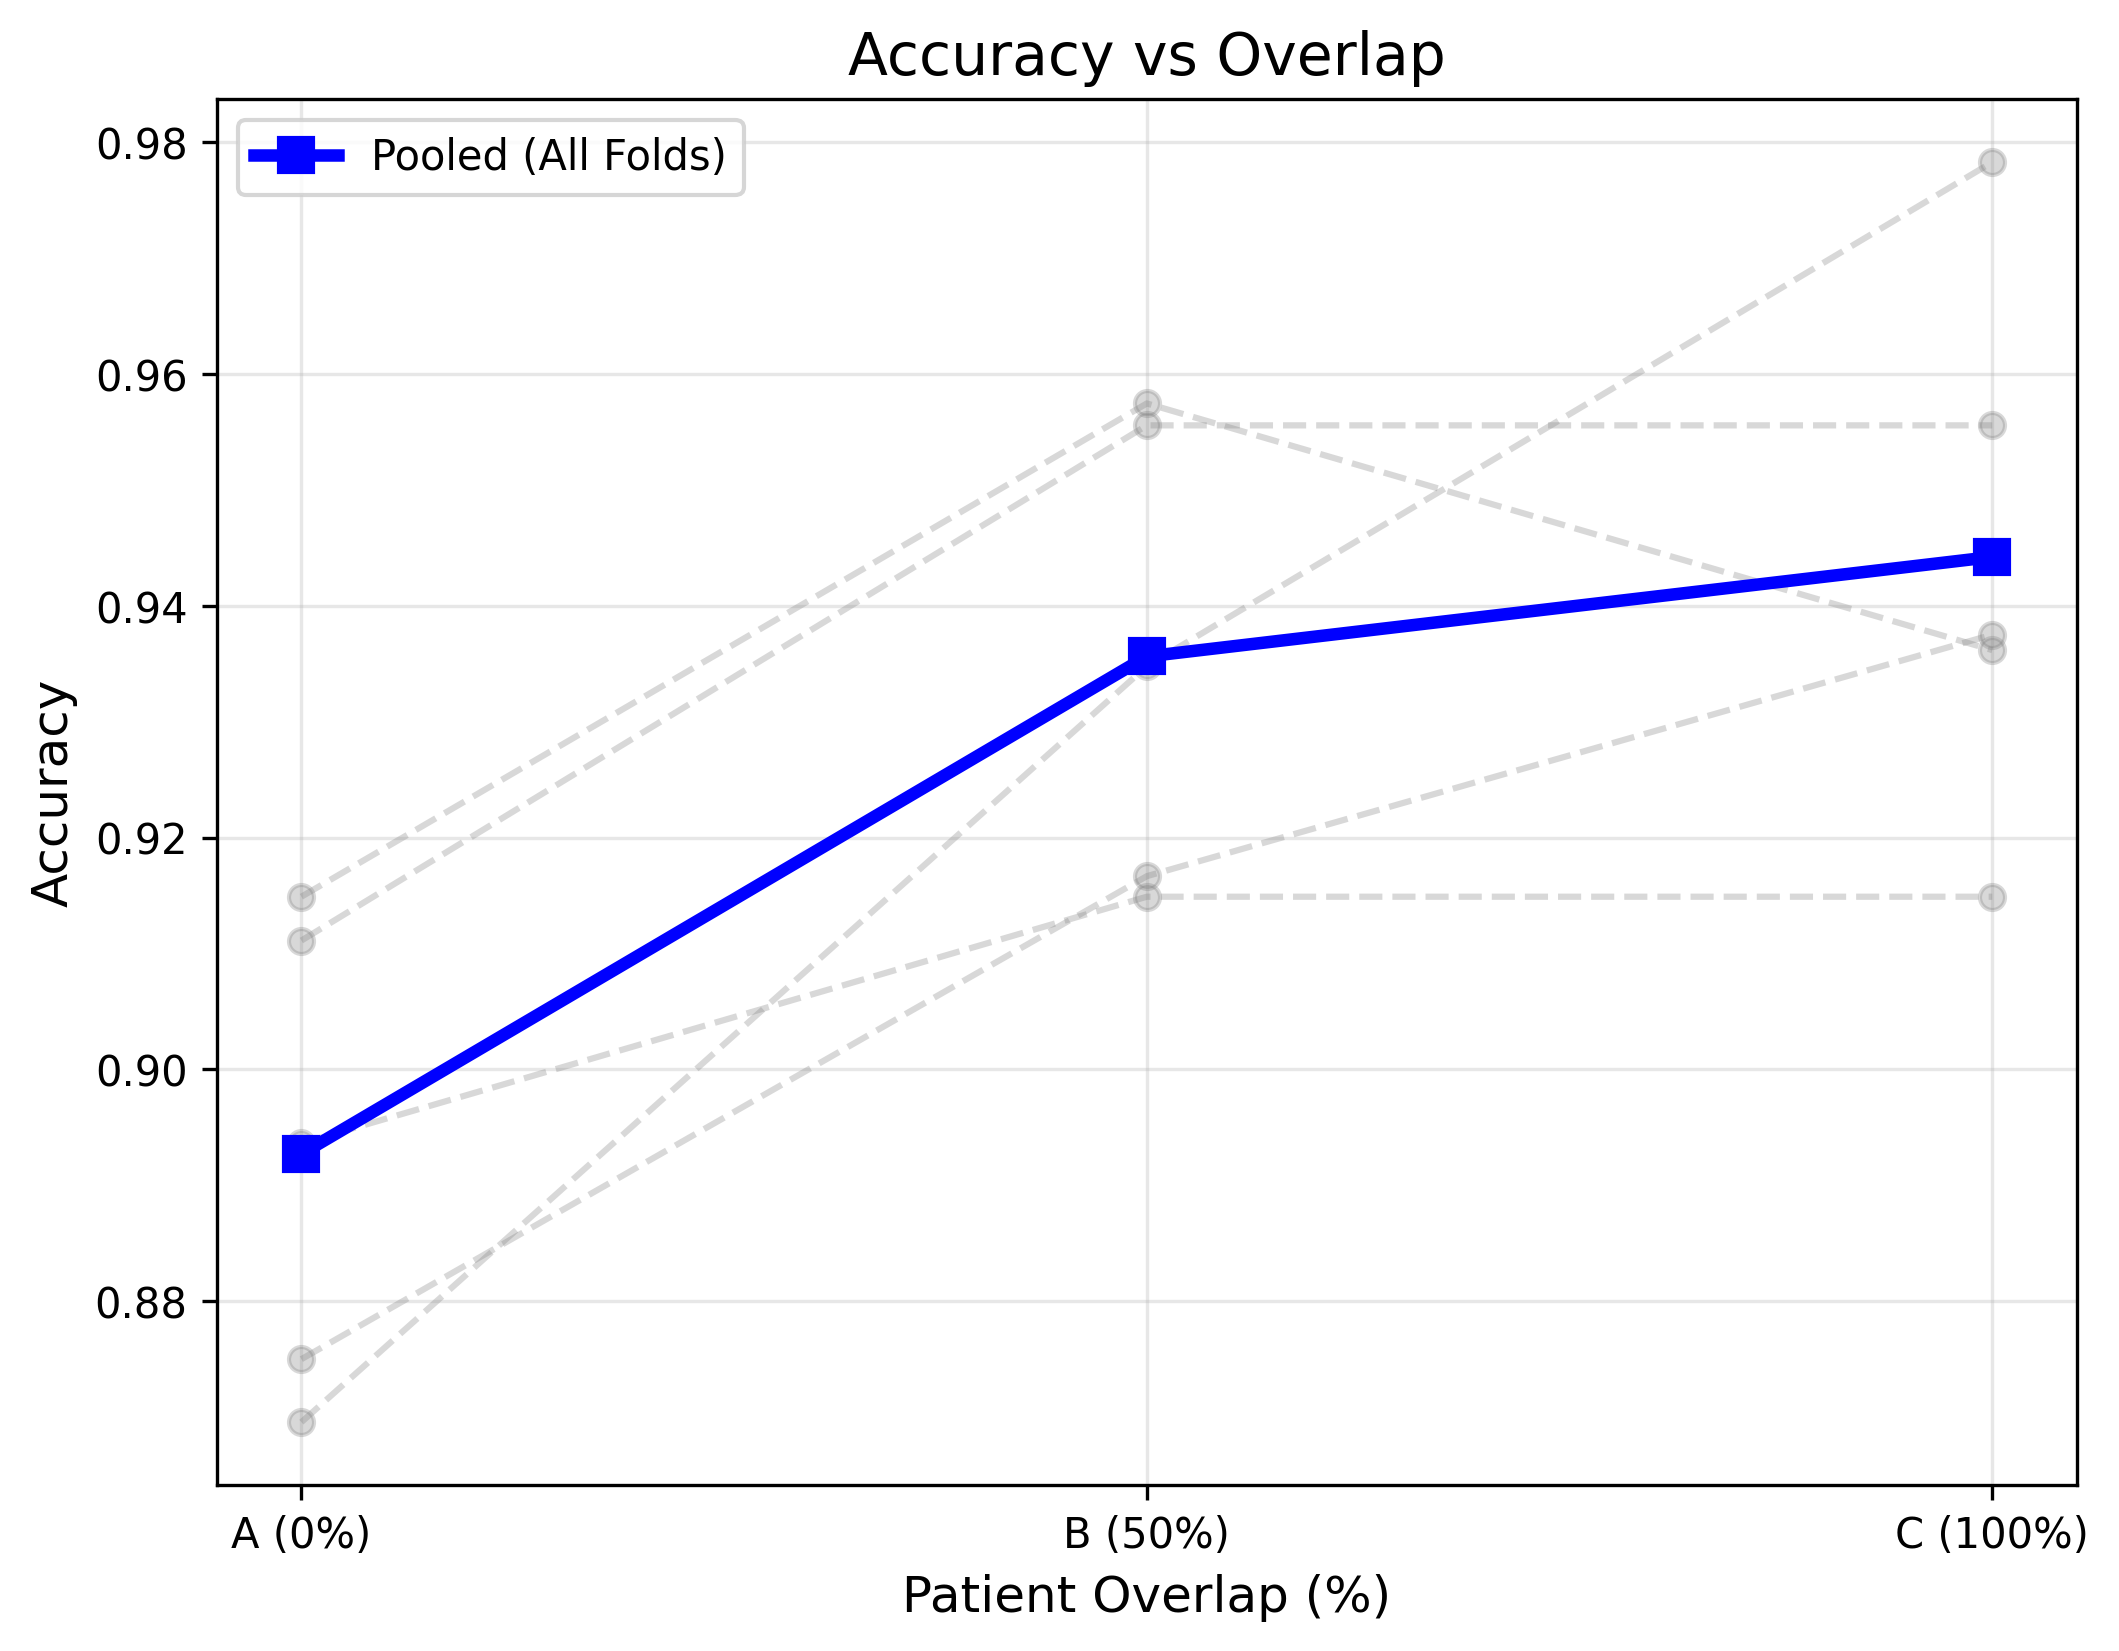 Accuracy vs Overlap
Pooled (All Folds)
0.98
0.96
0.94
0.92
0.90
0.88
Accuracy
A (0%)
B (50%)
C (100%)
Patient Overlap (%)